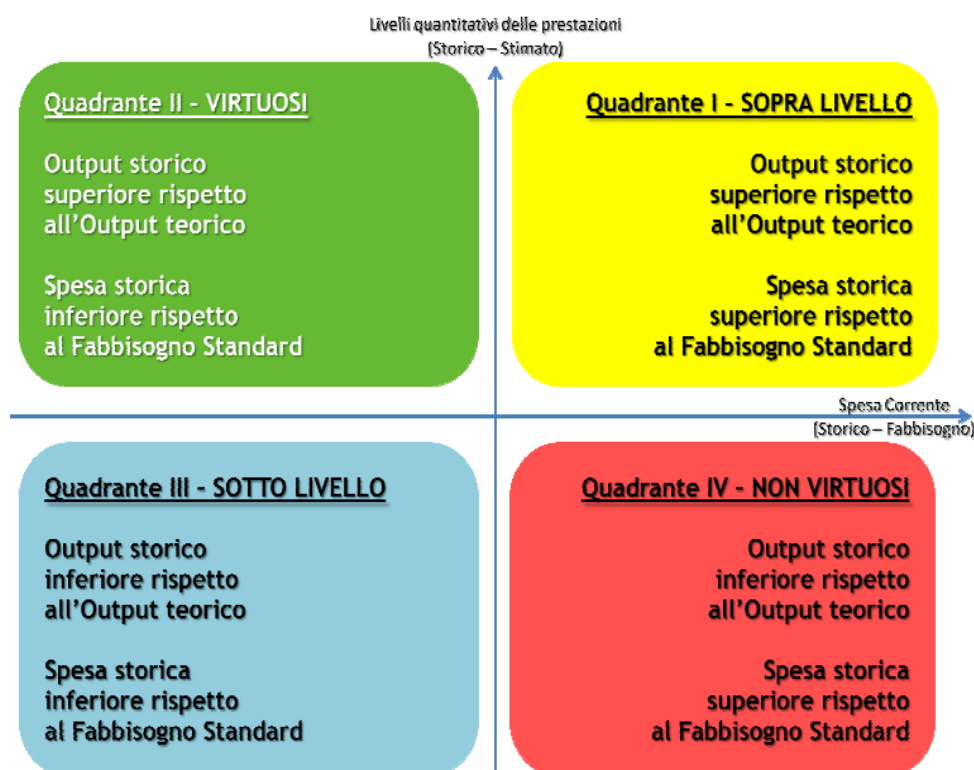 Livelli quantitativi delle prestazioni
(Storico – Stimato)
Quadrante II – VIRTUOSI
Output storico
superiore rispetto
all'Output teorico
Spesa storica
inferiore rispetto
al Fabbisogno Standard
Quadrante I – SOPRA LIVELLO
Output storico
superiore rispetto
all'Output teorico
Spesa storica
superiore rispetto
al Fabbisogno Standard
Spesa Corrente
(Storico – Fabbisogno)
Quadrante III – SOTTO LIVELLO
Output storico
inferiore rispetto
all'Output teorico
Spesa storica
inferiore rispetto
al Fabbisogno Standard
Quadrante IV – NON VIRTUOSI
Output storico
inferiore rispetto
all'Output teorico
Spesa storica
superiore rispetto
al Fabbisogno Standard